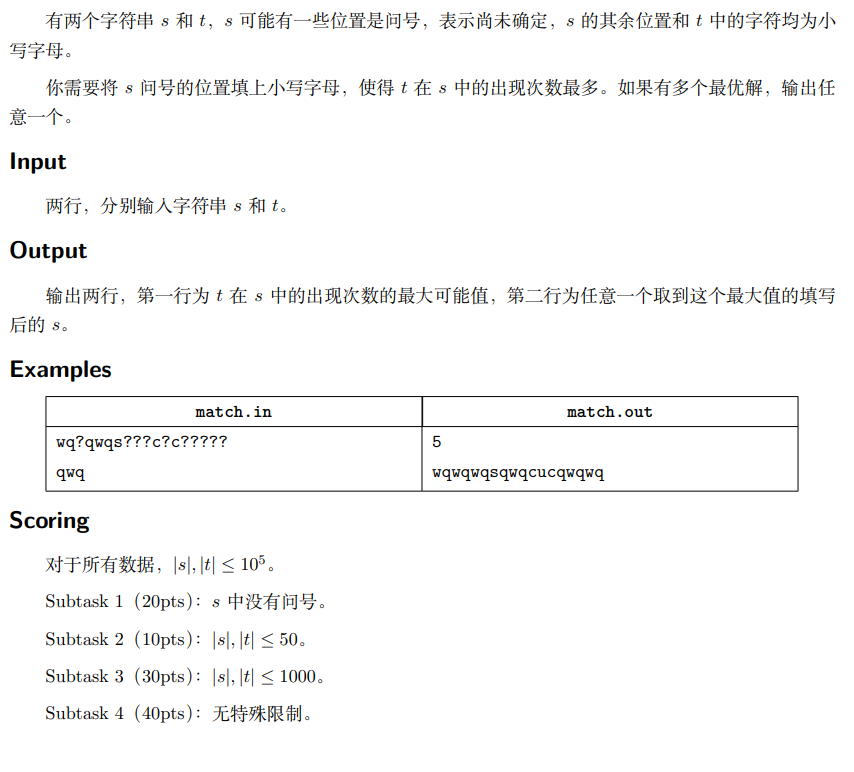 有两个字符串 s 和 t，s 可能有一些位置是问号，表示尚未确定，s 的其余位置和 t 中的字符均为小
写字母。
你需要将 s 问号的位置填上小写字母，使得 t 在 s 中的出现次数最多。如果有多个最优解，输出任
意一个。
Input
两行，分别输入字符串 s 和 t。
Output
输出两行，第一行为 t 在 s 中的出现次数的最大可能值，第二行为任意一个取到这个最大值的填写
后的 s。
Examples
match.in match.out
wq?qwqs???c?c????? 5
qwq wqwqwqsqwqcucqwqwq
Scoring
对于所有数据，|s|, |t| ≤ 10^5。
Subtask 1（20pts）：s 中没有问号。
Subtask 2（10pts）：|s|, |t| ≤ 50。
Subtask 3（30pts）：|s|, |t| ≤ 1000。
Subtask 4（40pts）：无特殊限制。